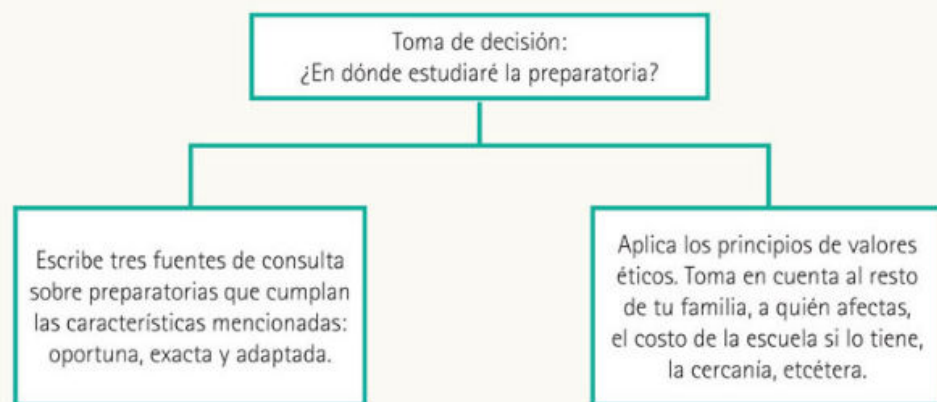 Toma de decisión:
¿En dónde estudiaré la preparatoria?
Escribe tres fuentes de consulta
sobre preparatorias que cumplan
las características mencionadas:
oportuna, exacta y adaptada.
Aplica los principios de valores
éticos. Toma en cuenta al resto
de tu familia, a quién afectas,
el costo de la escuela si lo tiene,
la cercanía, etcétera.